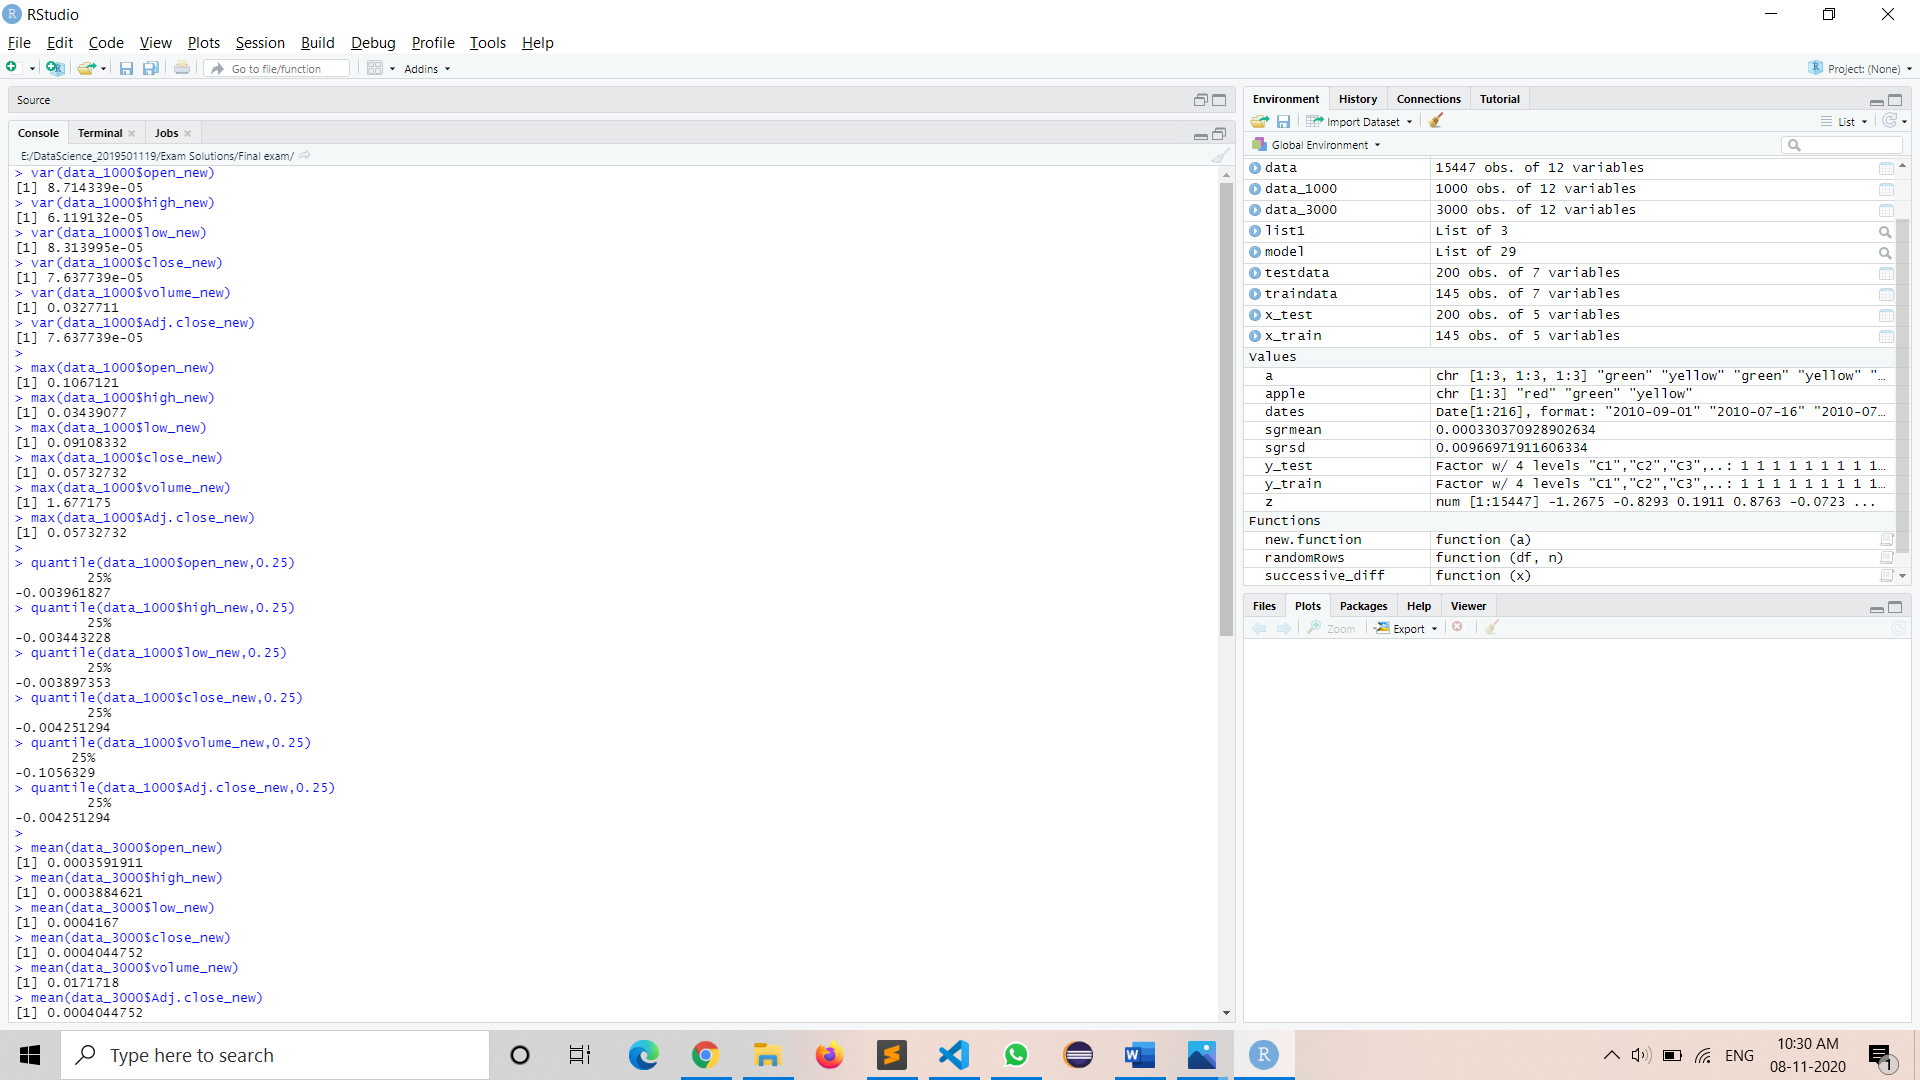 RStudio
File Edit Code View Plots Session Build Debug Profile Tools Help
Go to file/function Addins Project: (None)
Source
Console Terminal Jobs
E:/DataScience_2019501119/Exam Solutions/Final exam/
> var(data_1000$open_new)
[1] 8.714339e-05
> var(data_1000$high_new)
[1] 6.119132e-05
> var(data_1000$low_new)
[1] 8.313995e-05
> var(data_1000$close_new)
[1] 7.637739e-05
> var(data_1000$volume_new)
[1] 0.0327711
> var(data_1000$Adj.close_new)
[1] 7.637739e-05
>
> max(data_1000$open_new)
[1] 0.1067121
> max(data_1000$high_new)
[1] 0.03439077
> max(data_1000$low_new)
[1] 0.09108332
> max(data_1000$close_new)
[1] 0.05732732
> max(data_1000$volume_new)
[1] 1.677175
> max(data_1000$Adj.close_new)
[1] 0.05732732
>
> quantile(data_1000$open_new,0.25)
25%
-0.003961827
> quantile(data_1000$high_new,0.25)
25%
-0.003443228
> quantile(data_1000$low_new,0.25)
25%
-0.003897353
> quantile(data_1000$close_new,0.25)
25%
-0.004251294
> quantile(data_1000$volume_new,0.25)
25%
-0.1056329
> quantile(data_1000$Adj.close_new,0.25)
25%
-0.004251294
>
> mean(data_3000$open_new)
[1] 0.0003591911
> mean(data_3000$high_new)
[1] 0.0003884621
> mean(data_3000$low_new)
[1] 0.0004167
> mean(data_3000$close_new)
[1] 0.0004044752
> mean(data_3000$volume_new)
[1] 0.0171718
> mean(data_3000$Adj.close_new)
[1] 0.0004044752
Environment History Connections Tutorial
Import Dataset List
Global Environment
data 15447 obs. of 12 variables
data_1000 1000 obs. of 12 variables
data_3000 3000 obs. of 12 variables
list1 List of 3
model List of 29
testdata 200 obs. of 7 variables
traindata 145 obs. of 7 variables
x_test 200 obs. of 5 variables
x_train 145 obs. of 5 variables
Values
a chr [1:3, 1:3, 1:3] "green" "yellow" "green" "yellow" "…
apple chr [1:3] "red" "green" "yellow"
dates Date[1:216], format: "2010-09-01" "2010-07-16" "2010-07…
sgrmean 0.000330370928902634
sgrsd 0.00966971911606334
y_test Factor w/ 4 levels "C1","C2","C3",..: 1 1 1 1 1 1 1 1 1…
y_train Factor w/ 4 levels "C1","C2","C3",..: 1 1 1 1 1 1 1 1 1…
z num [1:15447] -1.2675 -0.8293 0.1911 0.8763 -0.0723 ...
Functions
new.function function (a)
randomRows function (df, n)
successive_diff function (x)
Files Plots Packages Help Viewer
Zoom Export
Type here to search
ENG
10:30 AM
08-11-2020
1